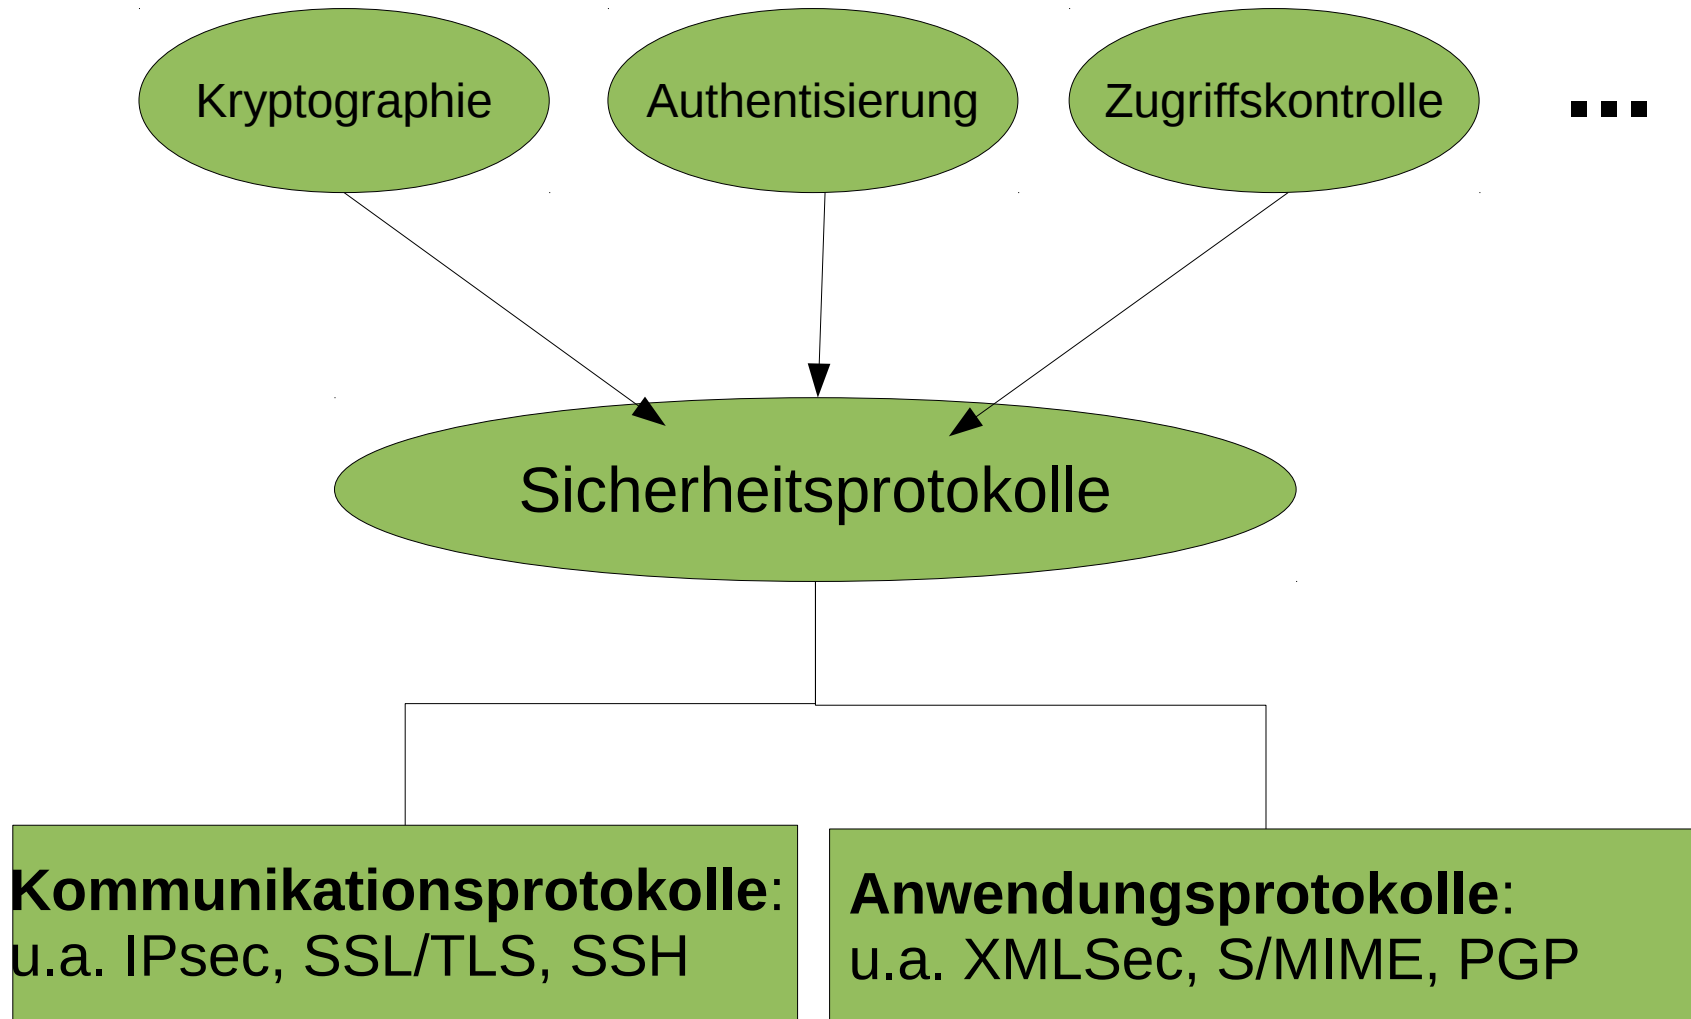 Kryptographie
Authentisierung
Zugriffskontrolle
...
Sicherheitsprotokolle
Kommunikationsprotokolle:
u.a. IPsec, SSL/TLS, SSH
Anwendungsprotokolle:
u.a. XMLSec, S/MIME, PGP